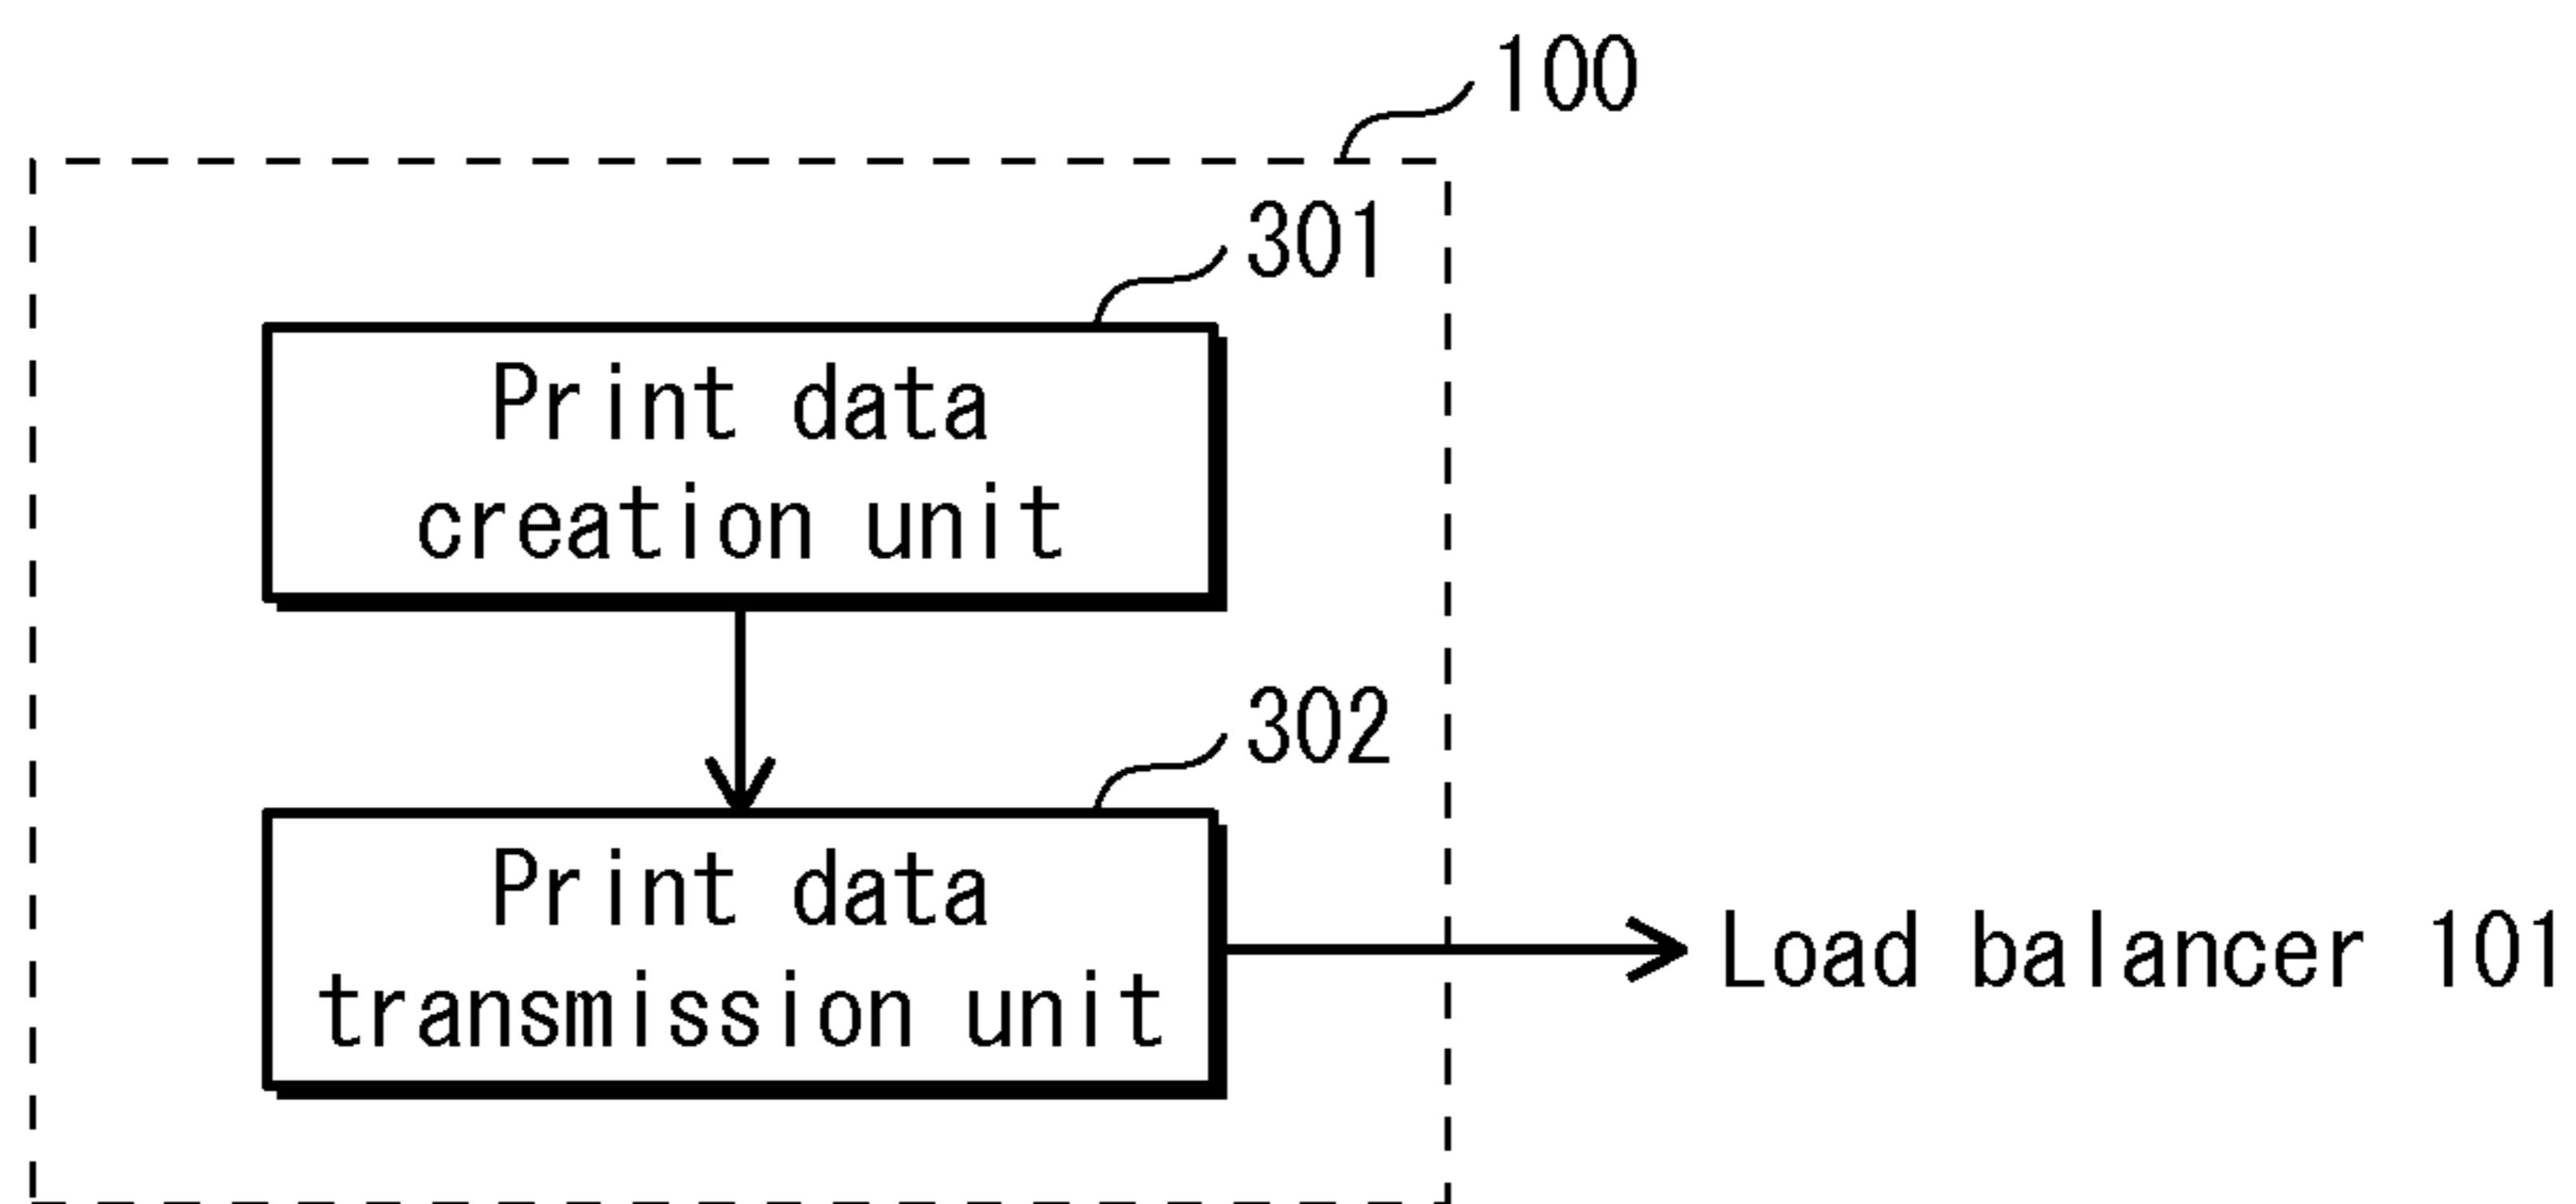 100
301
Print data
creation unit
302
Print data
transmission unit
Load balancer 101